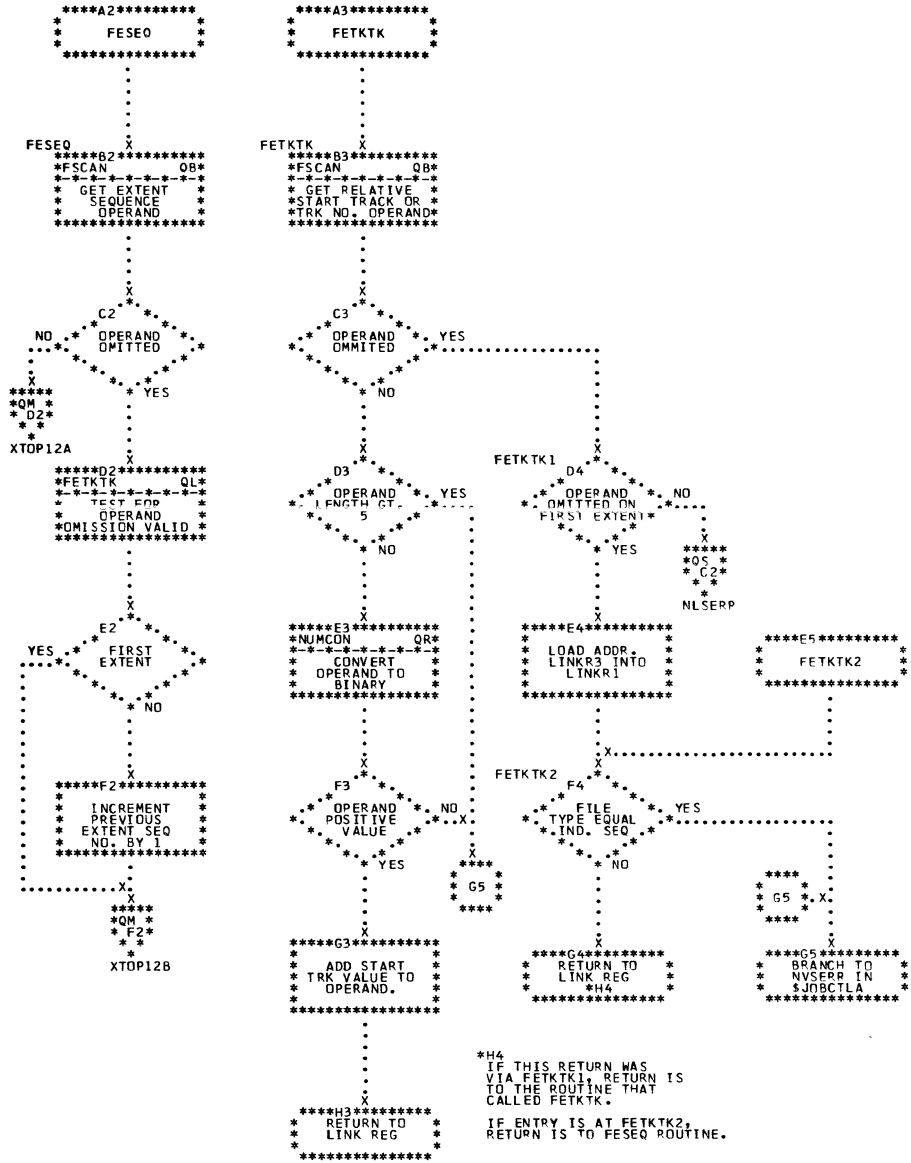 A2
FESEQ
A3
FETKTK
FESEQ
B2
FSCAN QB
GET EXTENT
SEQUENCE
OPERAND
FETKTK
B3
FSCAN QB
GET RELATIVE
START TRACK OR
TRK NO. OPERAND
C2
OPERAND
OMITTED
NO
YES
QM
D2
XTOP12A
C3
OPERAND
OMMITED
YES
NO
D2
FETKTK QL
TEST FOR
OPERAND
OMISSION VALID
D3
OPERAND
LENGTH GT.
5
YES
NO
FETKTK1
D4
OPERAND
OMITTED ON
FIRST EXTENT
NO
YES
QS
C2
NLSERP
E2
FIRST
EXTENT
YES
NO
E3
NUMCON QR
CONVERT
OPERAND TO
BINARY
E4
LOAD ADDR.
LINKR3 INTO
LINKR1
E5
FETKTK2
F2
INCREMENT
PREVIOUS
EXTENT SEQ
NO. BY 1
F3
OPERAND
POSITIVE
VALUE
NO
YES
FETKTK2
F4
FILE
TYPE EQUAL
IND. SEQ
YES
NO
G5
G5
QM
F2
XTOP12B
G3
ADD START
TRK VALUE TO
OPERAND.
G4
RETURN TO
LINK REG
*H4
G5
BRANCH TO
NVSERR IN
$JOBCTLA
H3
RETURN TO
LINK REG
*H4
IF THIS RETURN WAS
VIA FETKTK1, RETURN IS
TO THE ROUTINE THAT
CALLED FETKTK.
IF ENTRY IS AT FETKTK2,
RETURN IS TO FESEQ ROUTINE.